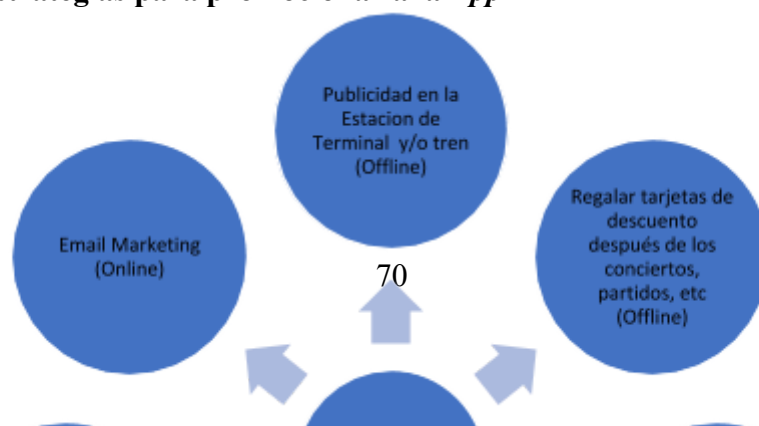 Publicidad en la
Estacion de
Terminal y/o tren
(Offline)
Email Marketing
(Online)
Regalar tarjetas de
descuento
después de los
conciertos,
partidos, etc
(Offline)
70